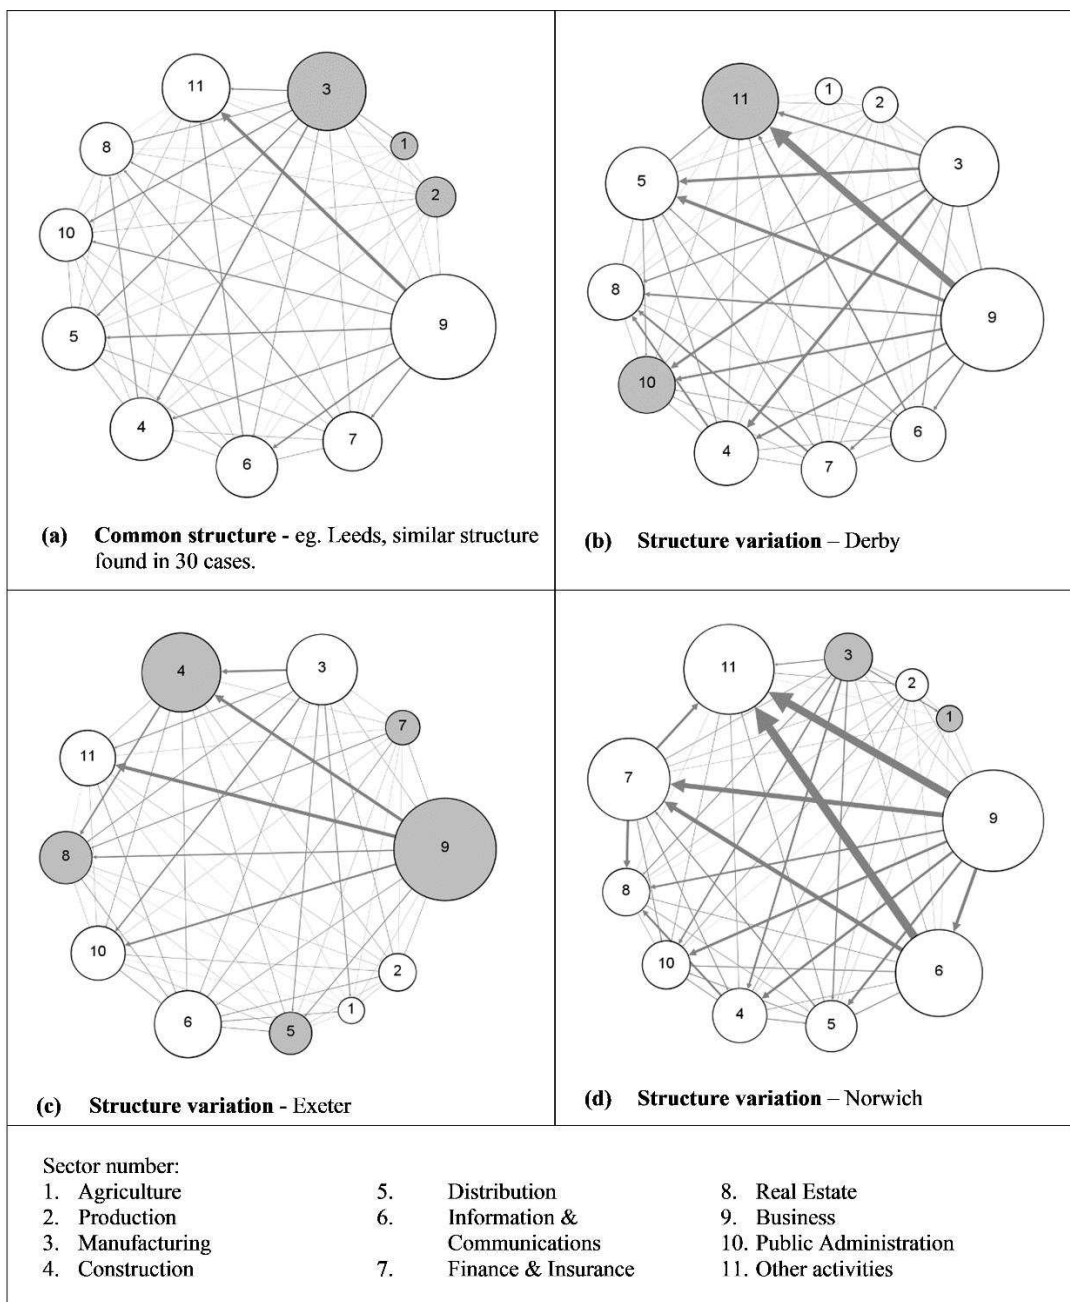 11
3
1
8
2
10
9
5
4
7
6
(a) Common structure - eg. Leeds, similar structure
found in 30 cases.
11
1
2
3
5
8
9
10
6
4
7
(b) Structure variation – Derby
4
3
7
11
9
8
10
2
1
6
5
(c) Structure variation - Exeter
11
3
2
1
7
9
8
10
6
4
5
(d) Structure variation – Norwich
Sector number:
1. Agriculture
2. Production
3. Manufacturing
4. Construction
5. Distribution
6. Information &
Communications
7. Finance & Insurance
8. Real Estate
9. Business
10. Public Administration
11. Other activities